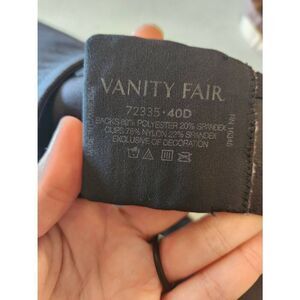 VANITY FAIR
72335 • 40D
BACKS 80% POLYESTER 20% SPANDEX
CUPS 78% NYLON 22% SPANDEX
EXCLUSIVE OF DECORATION